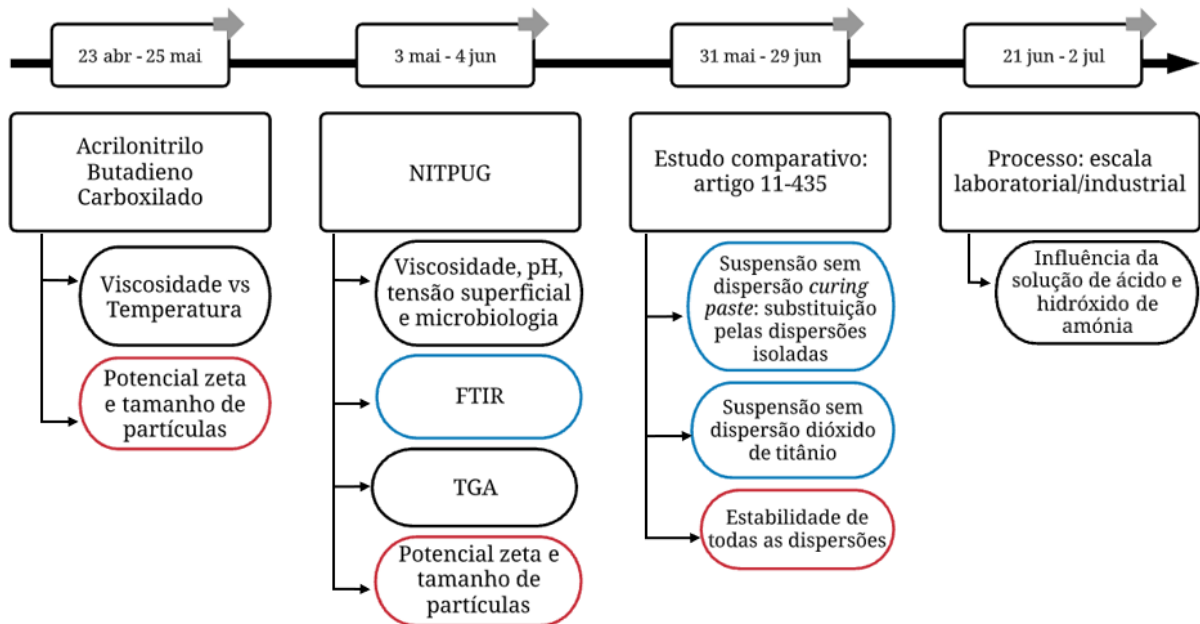 23 abr - 25 mai
3 mai - 4 jun
31 mai - 29 jun
21 jun - 2 jul
Acrilonitrilo
Butadieno
Carboxilado
Viscosidade vs
Temperatura
Potencial zeta
e tamanho de
partículas
NITPUG
Viscosidade, pH,
tensão superficial
e microbiologia
FTIR
TGA
Potencial zeta e
tamanho de
partículas
Estudo comparativo:
artigo 11-435
Suspensão sem
dispersão curing
paste: substituição
pelas dispersões
isoladas
Suspensão sem
dispersão dióxido
de titânio
Estabilidade de
todas as dispersões
Processo: escala
laboratorial/industrial
Influência da
solução de ácido e
hidróxido de
amónia